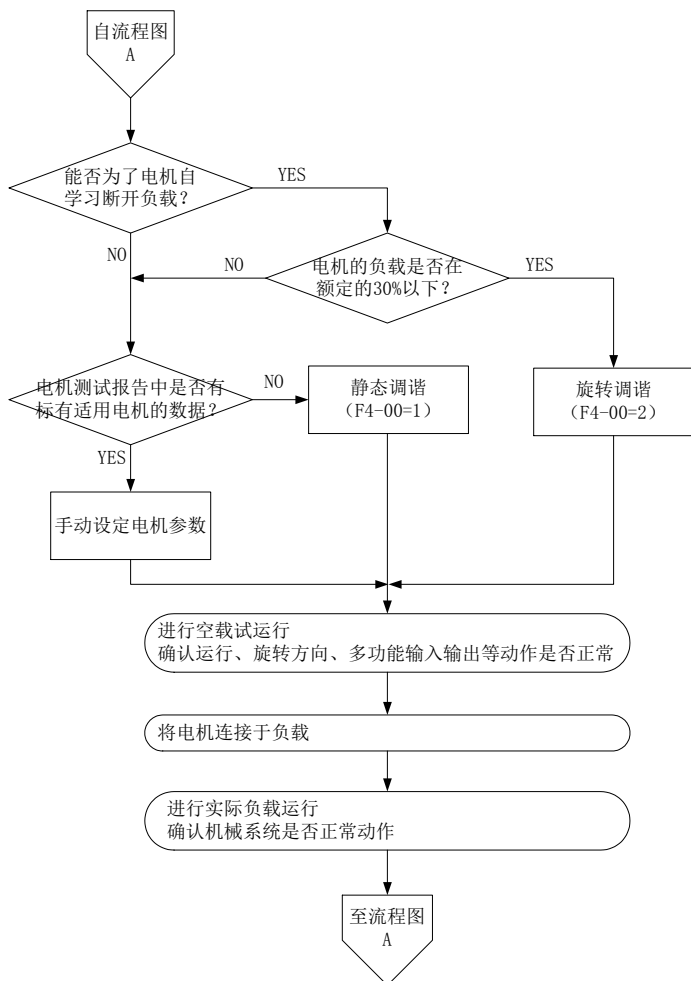 自流程图
A
能否为了电机自
学习断开负载？
YES
NO
电机的负载是否在
额定的30%以下？
NO
YES
电机测试报告中是否有
标有适用电机的数据？
NO
YES
静态调谐
（F4-00=1）
旋转调谐
（F4-00=2）
手动设定电机参数
进行空载试运行
确认运行、旋转方向、多功能输入输出等动作是否正常
将电机连接于负载
进行实际负载运行
确认机械系统是否正常动作
至流程图
A